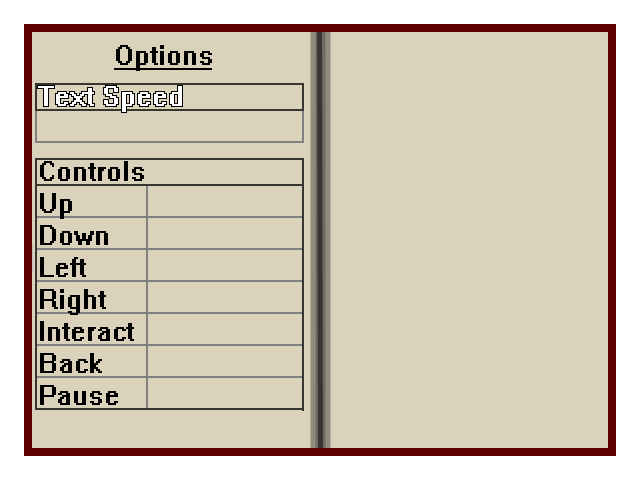 Options
Text Speed
Controls
Up
Down
Left
Right
Interact
Back
Pause